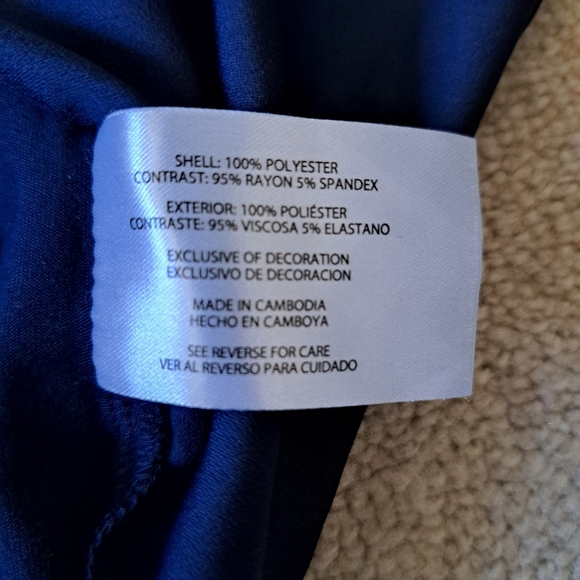 SHELL: 100% POLYESTER
CONTRAST: 95% RAYON 5% SPANDEX
EXTERIOR: 100% POLIÉSTER
CONTRASTE: 95% VISCOSA 5% ELASTANO
EXCLUSIVE OF DECORATION
EXCLUSIVO DE DECORACION
MADE IN CAMBODIA
HECHO EN CAMBOYA
SEE REVERSE FOR CARE
VER AL REVERSO PARA CUIDADO